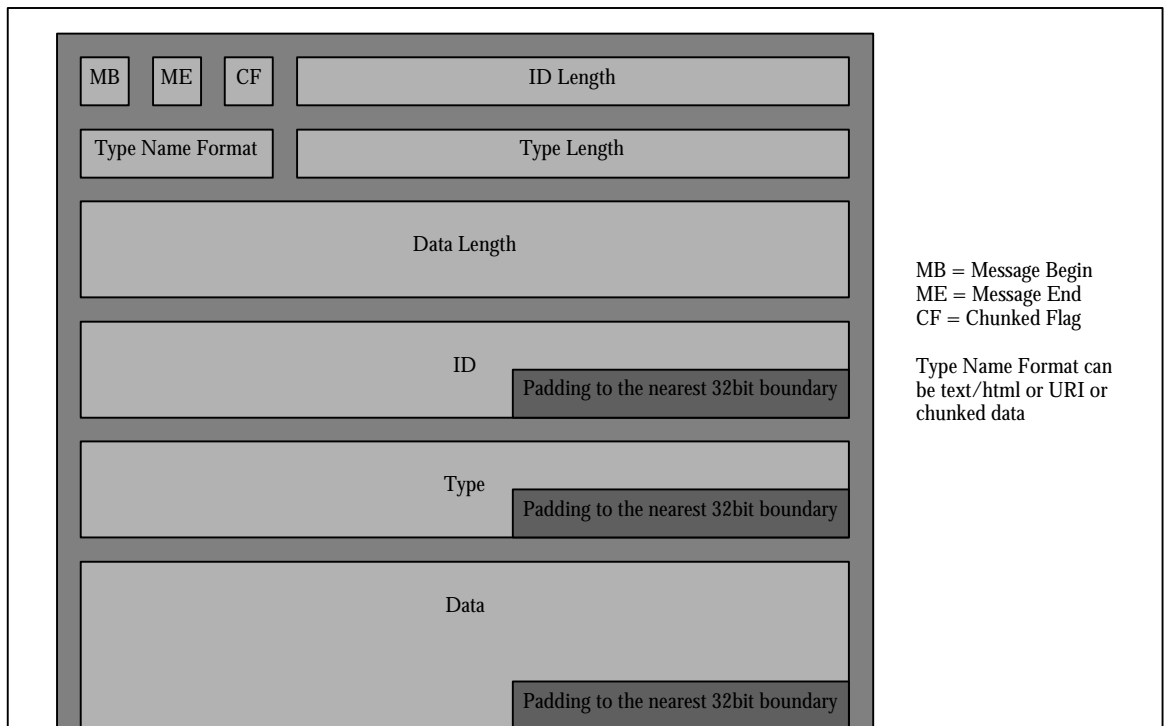 MB ME CF ID Length
Type Name Format Type Length
Data Length
ID
Padding to the nearest 32bit boundary
Type
Padding to the nearest 32bit boundary
Data
Padding to the nearest 32bit boundary
MB = Message Begin
ME = Message End
CF = Chunked Flag
Type Name Format can
be text/html or URI or
chunked data